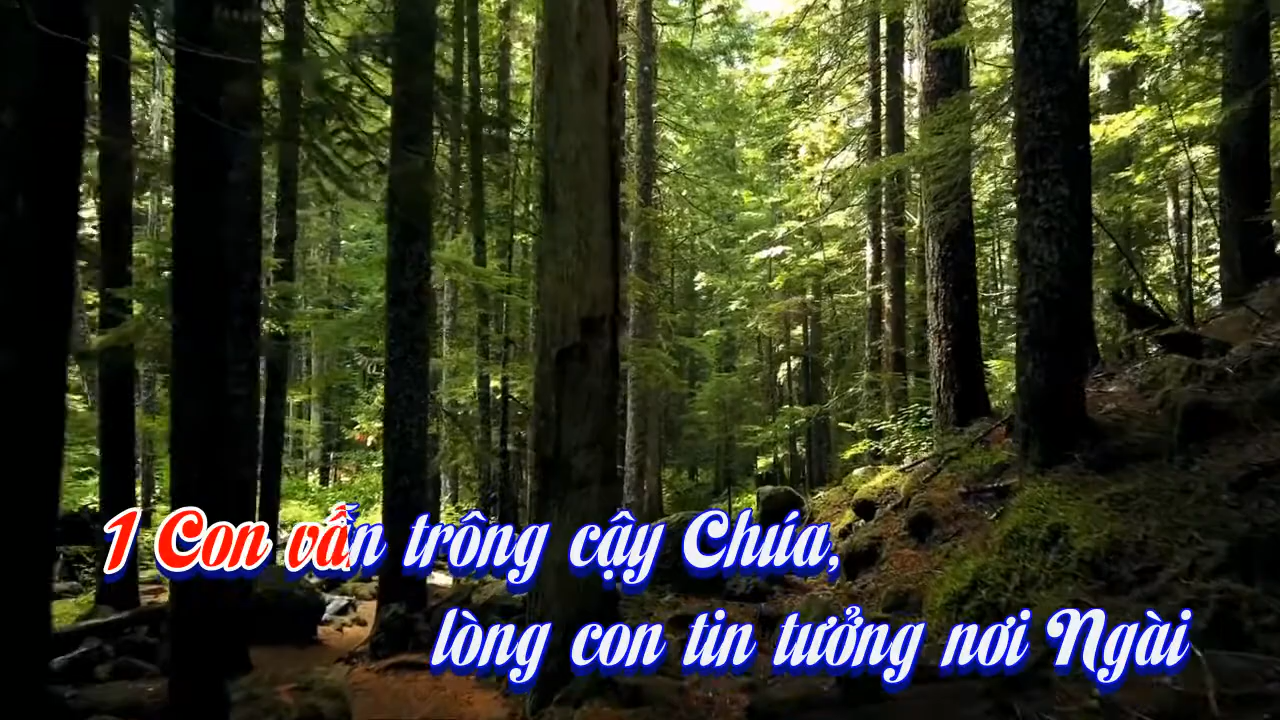 1 Con vẫn trông cậy Chúa,
lòng con tin tưởng nơi Ngài